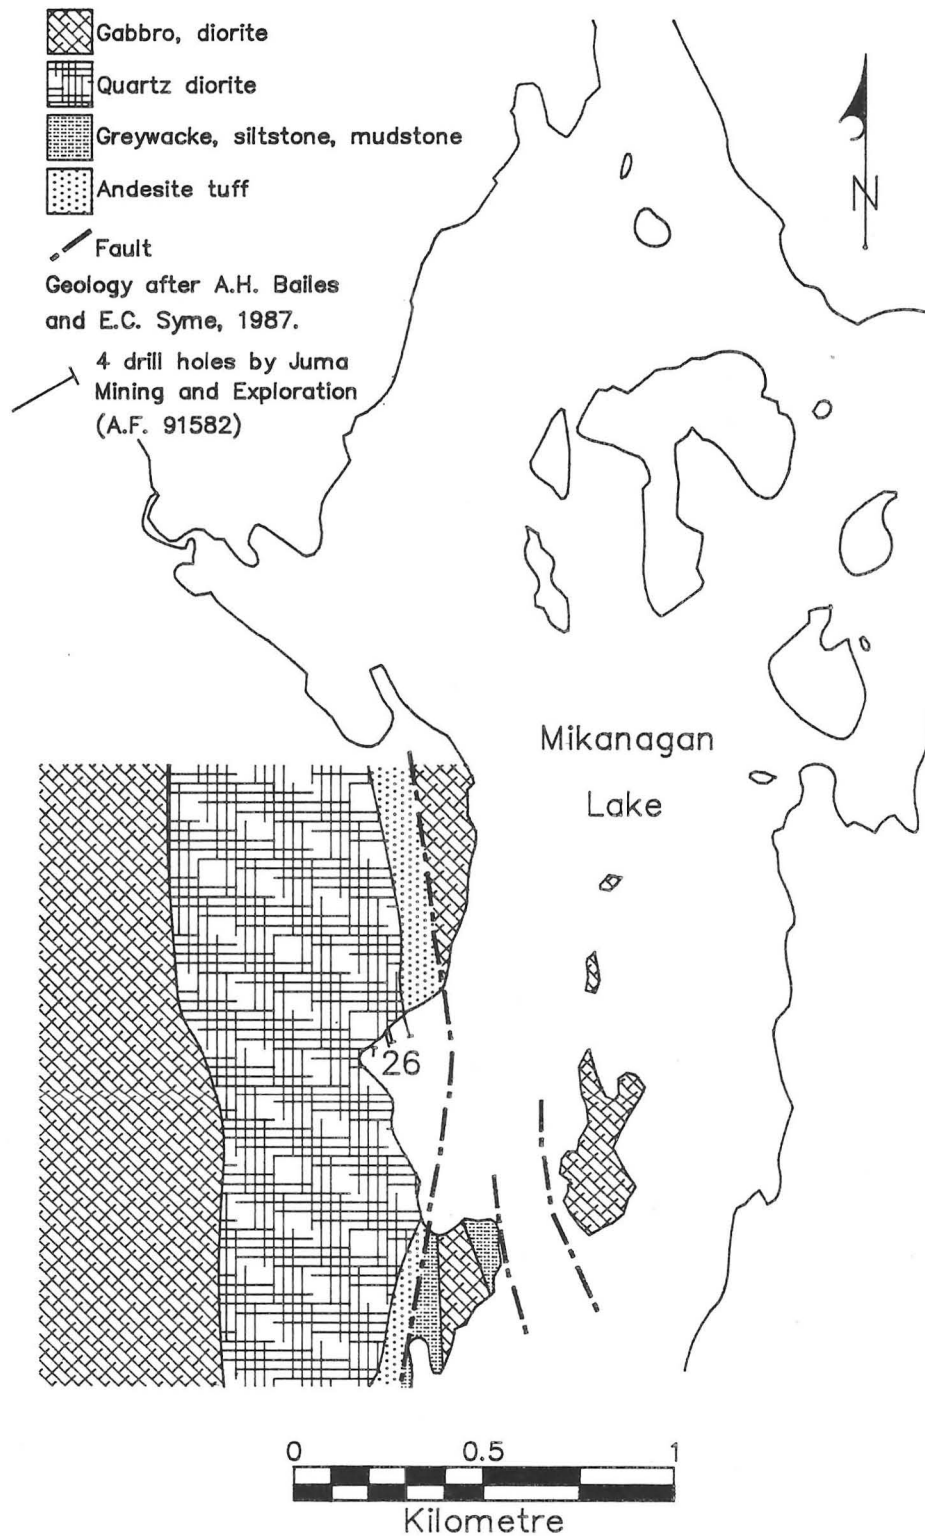 Gabbro, diorite
Quartz diorite
Greywacke, siltstone, mudstone
Andesite tuff
Fault
Geology after A.H. Bailes
and E.C. Syme, 1987.
4 drill holes by Juma
Mining and Exploration
(A.F. 91582)
N
Mikanagan
Lake
26
0 0.5 1
Kilometre